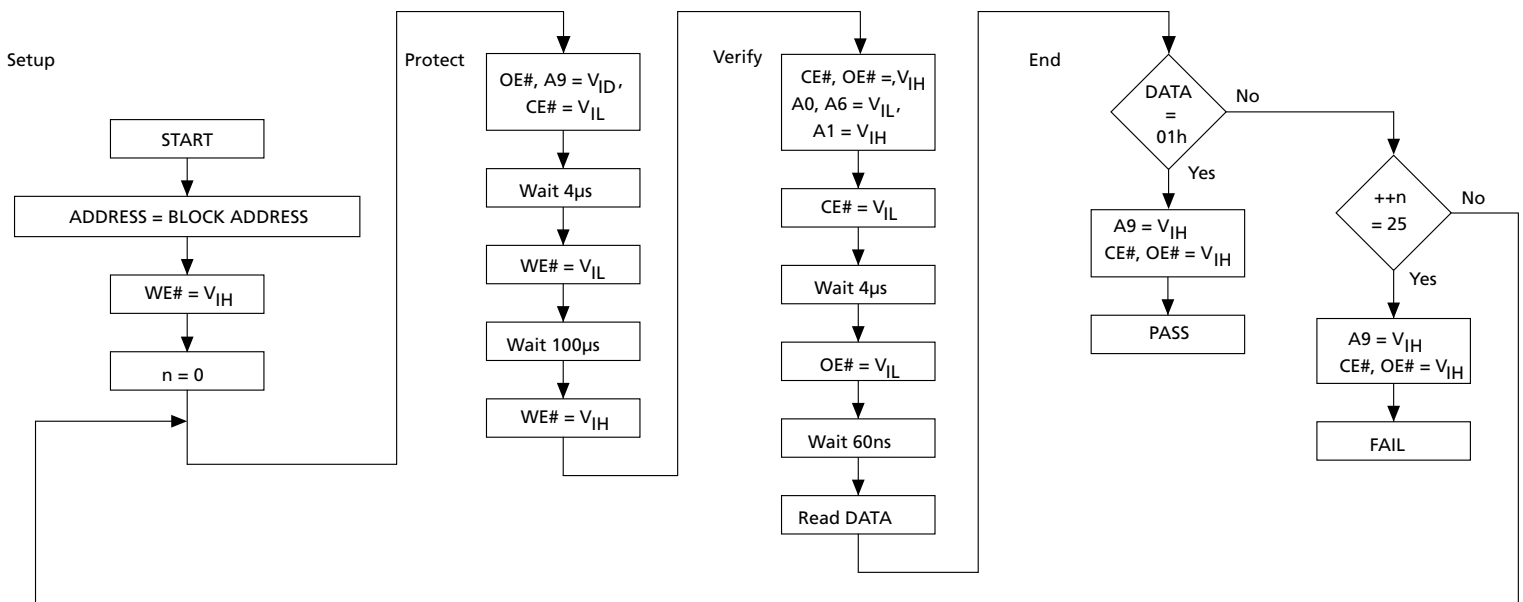 Setup
START
ADDRESS = BLOCK ADDRESS
WE# = VIH
n = 0
Protect
OE#, A9 = VID,
CE# = VIL
Wait 4µs
WE# = VIL
Wait 100µs
WE# = VIH
Verify
CE#, OE# =,VIH
A0, A6 = VIL,
A1 = VIH
CE# = VIL
Wait 4µs
OE# = VIL
Wait 60ns
Read DATA
End
DATA
=
01h
No
Yes
A9 = VIH
CE#, OE# = VIH
PASS
++n
= 25
No
Yes
A9 = VIH
CE#, OE# = VIH
FAIL